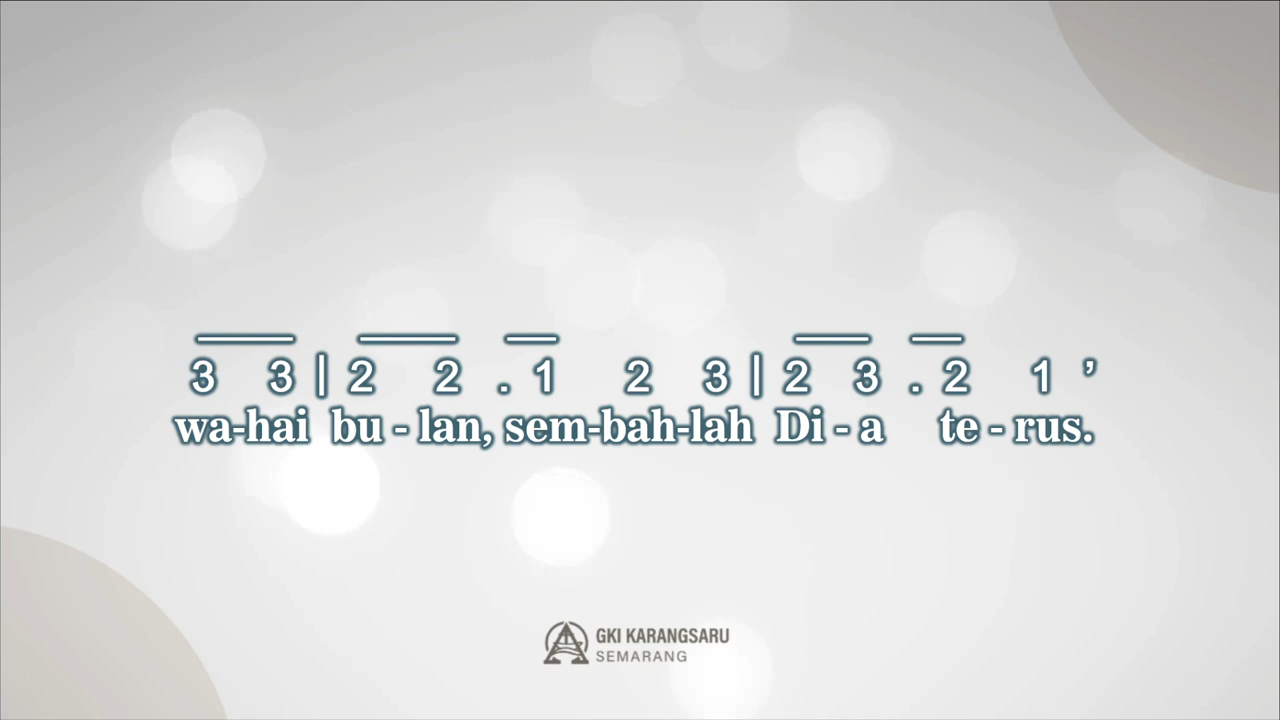 3 3 | 2 2 . 1 2 3 | 2 3 . 2 1 ’
wa-hai bu - lan, sem-bah-lah Di - a te - rus.
GKI KARANGSARU
SEMARANG